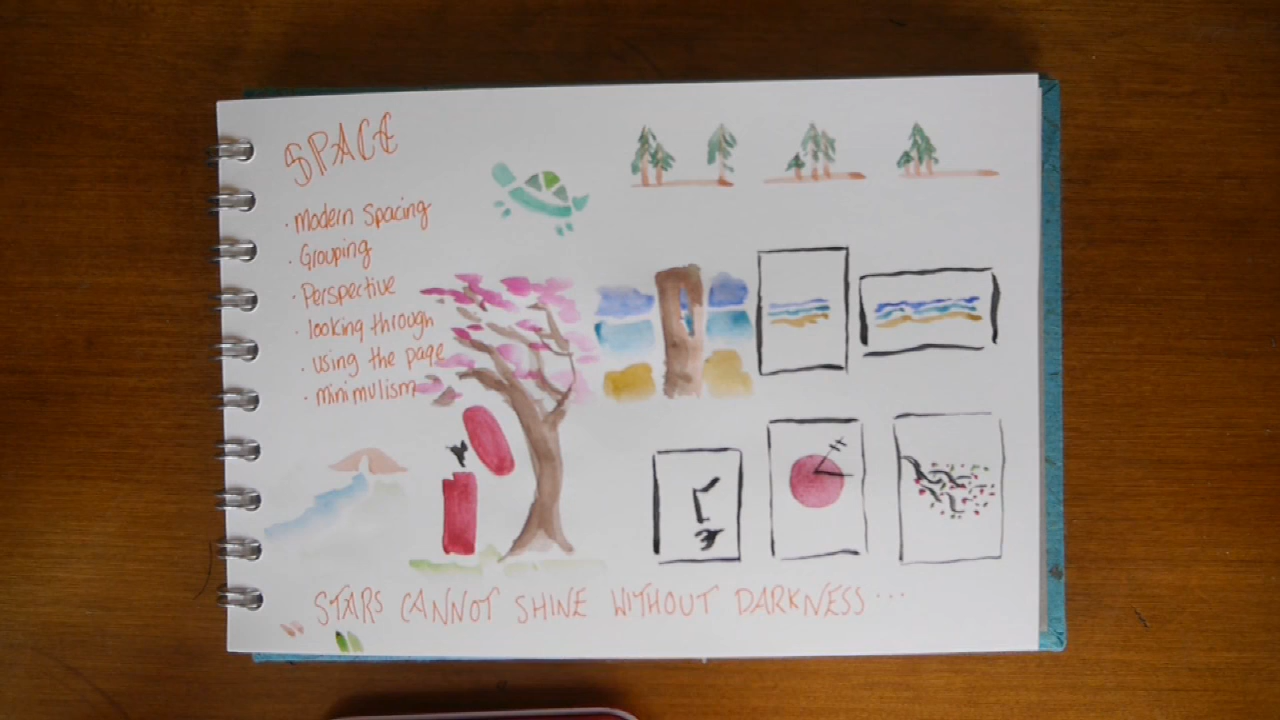 SPACE
· Modern Spacing
· Grouping
· Perspective
· looking through
· using the page
· minimulism
STARS CANNOT SHINE WITHOUT DARKNESS...